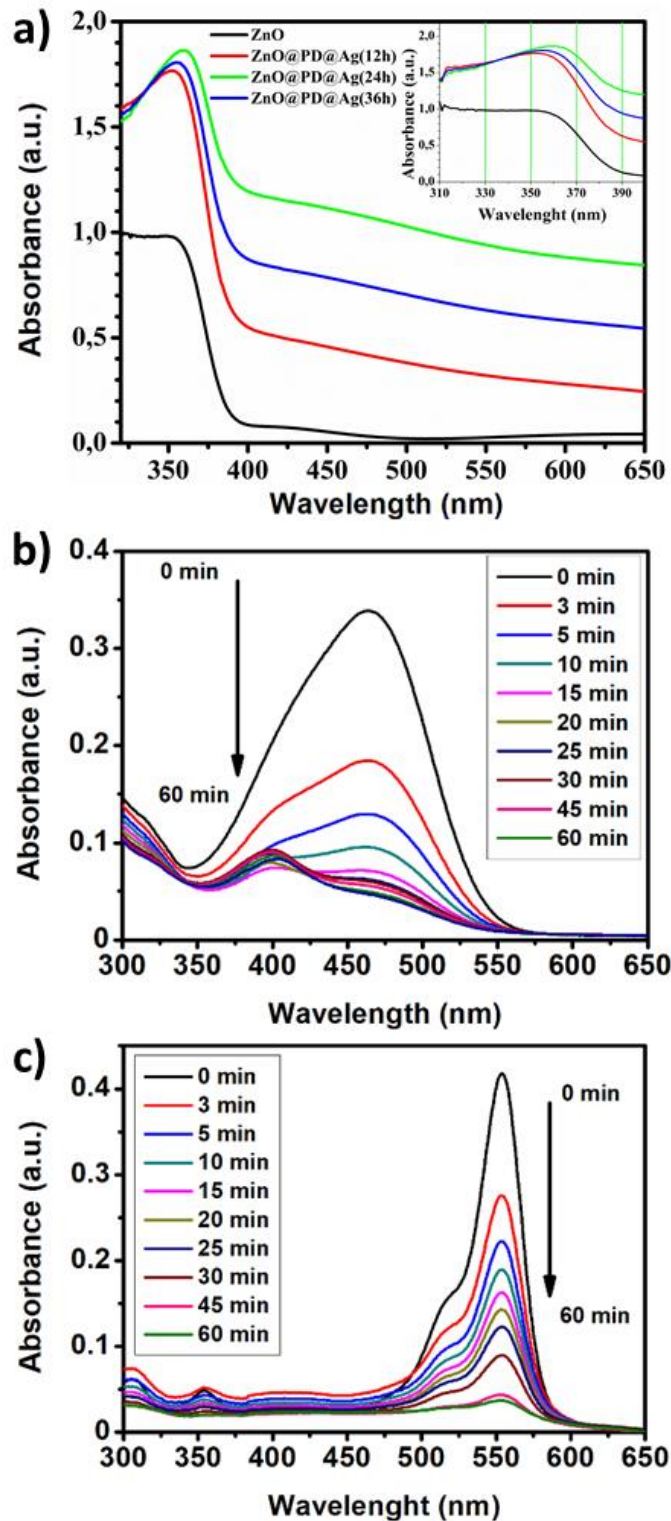 a)
2,0
1,5
1,0
0,5
0,0
Absorbance (a.u.)
ZnO
ZnO@PD@Ag(12h)
ZnO@PD@Ag(24h)
ZnO@PD@Ag(36h)
2,0
1,5
1,0
0,5
0,0
Absorbance (a.u.)
310 330 350 370 390
Wavelenght (nm)
350 400 450 500 550 600 650
Wavelength (nm)
b)
0.4
0.3
0.2
0.1
0
Absorbance (a.u.)
0 min
60 min
0 min
3 min
5 min
10 min
15 min
20 min
25 min
30 min
45 min
60 min
300 350 400 450 500 550 600 650
Wavelength (nm)
c)
0.4
0.3
0.2
0.1
0
Absorbance (a.u.)
0 min
3 min
5 min
10 min
15 min
20 min
25 min
30 min
45 min
60 min
0 min
60 min
300 350 400 450 500 550 600 650
Wavelenght (nm)